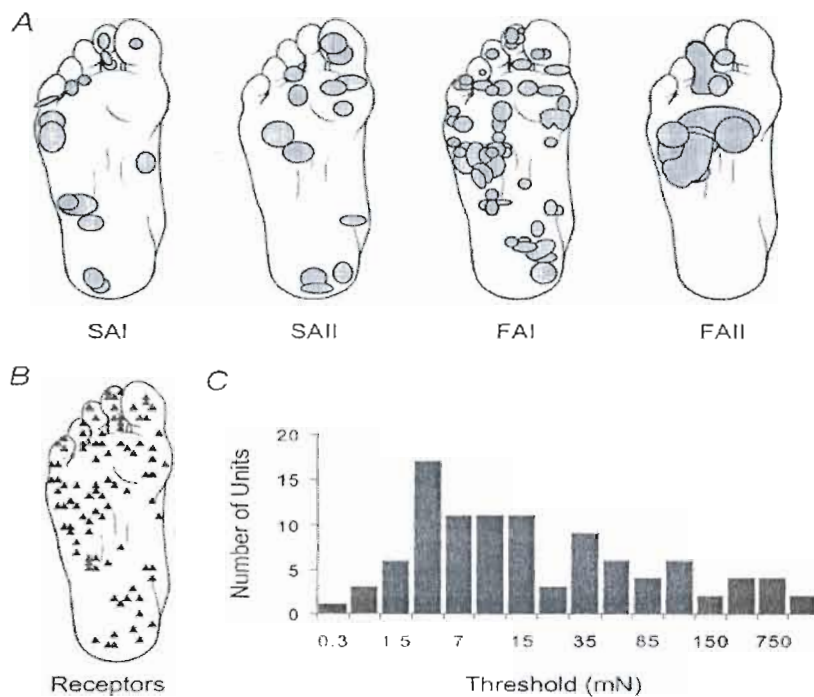 A
SAI SAII FAI FAII
B
Receptors
C
Number of Units
20
15
10
5
0
0.3 1 5 7 15 35 85 150 750
Threshold (mN)